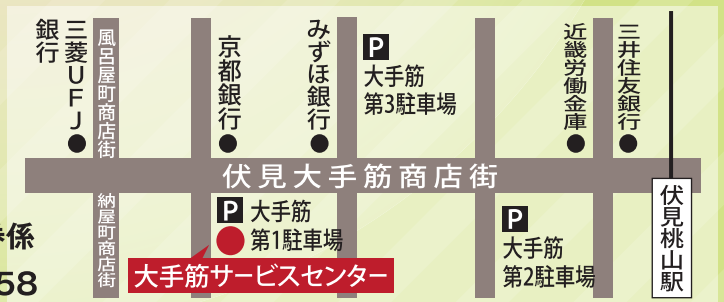 三菱UFJ
銀行
風呂屋町商店街
京都銀行
みずほ銀行
P
大手筋
第3駐車場
近畿労働金庫
三井住友銀行
伏見大手筋商店街
納屋町商店街
P 大手筋
第1駐車場
大手筋サービスセンター
P
大手筋
第2駐車場
伏見桃山駅
係
58